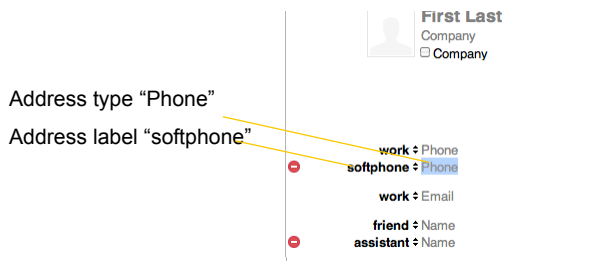 First Last
Company
Company
Address type “Phone”
Address label “softphone”
work Phone
softphone Phone
work Email
friend Name
assistant Name